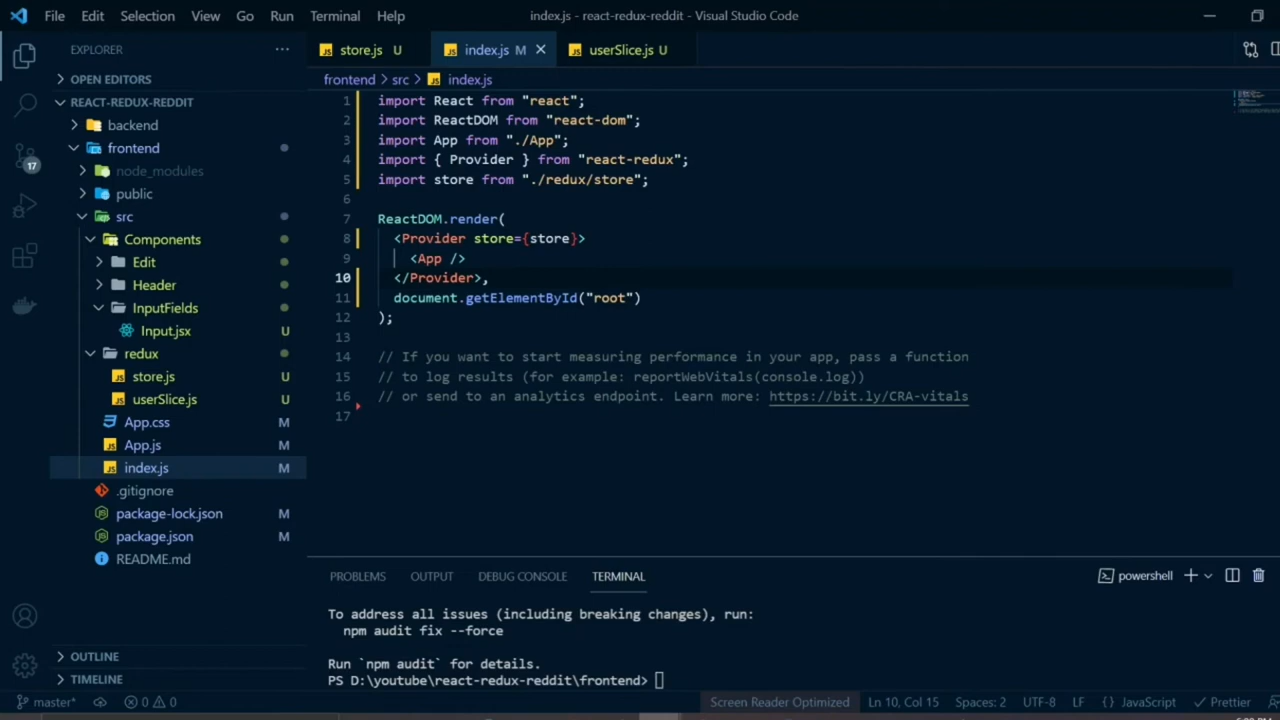 File Edit Selection View Go Run Terminal Help
index.js - react-redux-reddit - Visual Studio Code
EXPLORER
OPEN EDITORS
REACT-REDUX-REDDIT
backend
frontend
node_modules
public
src
Components
Edit
Header
InputFields
Input.jsx U
redux
store.js U
userSlice.js U
App.css M
App.js M
index.js M
.gitignore
package-lock.json M
package.json M
README.md
OUTLINE
TIMELINE
17
store.js U
index.js M
userSlice.js U
frontend > src > index.js
1 import React from "react";
2 import ReactDOM from "react-dom";
3 import App from "./App";
4 import { Provider } from "react-redux";
5 import store from "./redux/store";
6
7 ReactDOM.render(
8 <Provider store={store}>
9 <App />
10 </Provider>,
11 document.getElementById("root")
12 );
13
14 // If you want to start measuring performance in your app, pass a function
15 // to log results (for example: reportWebVitals(console.log))
16 // or send to an analytics endpoint. Learn more: https://bit.ly/CRA-vitals
17
PROBLEMS OUTPUT DEBUG CONSOLE TERMINAL
powershell
To address all issues (including breaking changes), run:
npm audit fix --force
Run `npm audit` for details.
PS D:\youtube\react-redux-reddit\frontend>
master* 0 0
Screen Reader Optimized Ln 10, Col 15 Spaces: 2 UTF-8 LF {} JavaScript Prettier